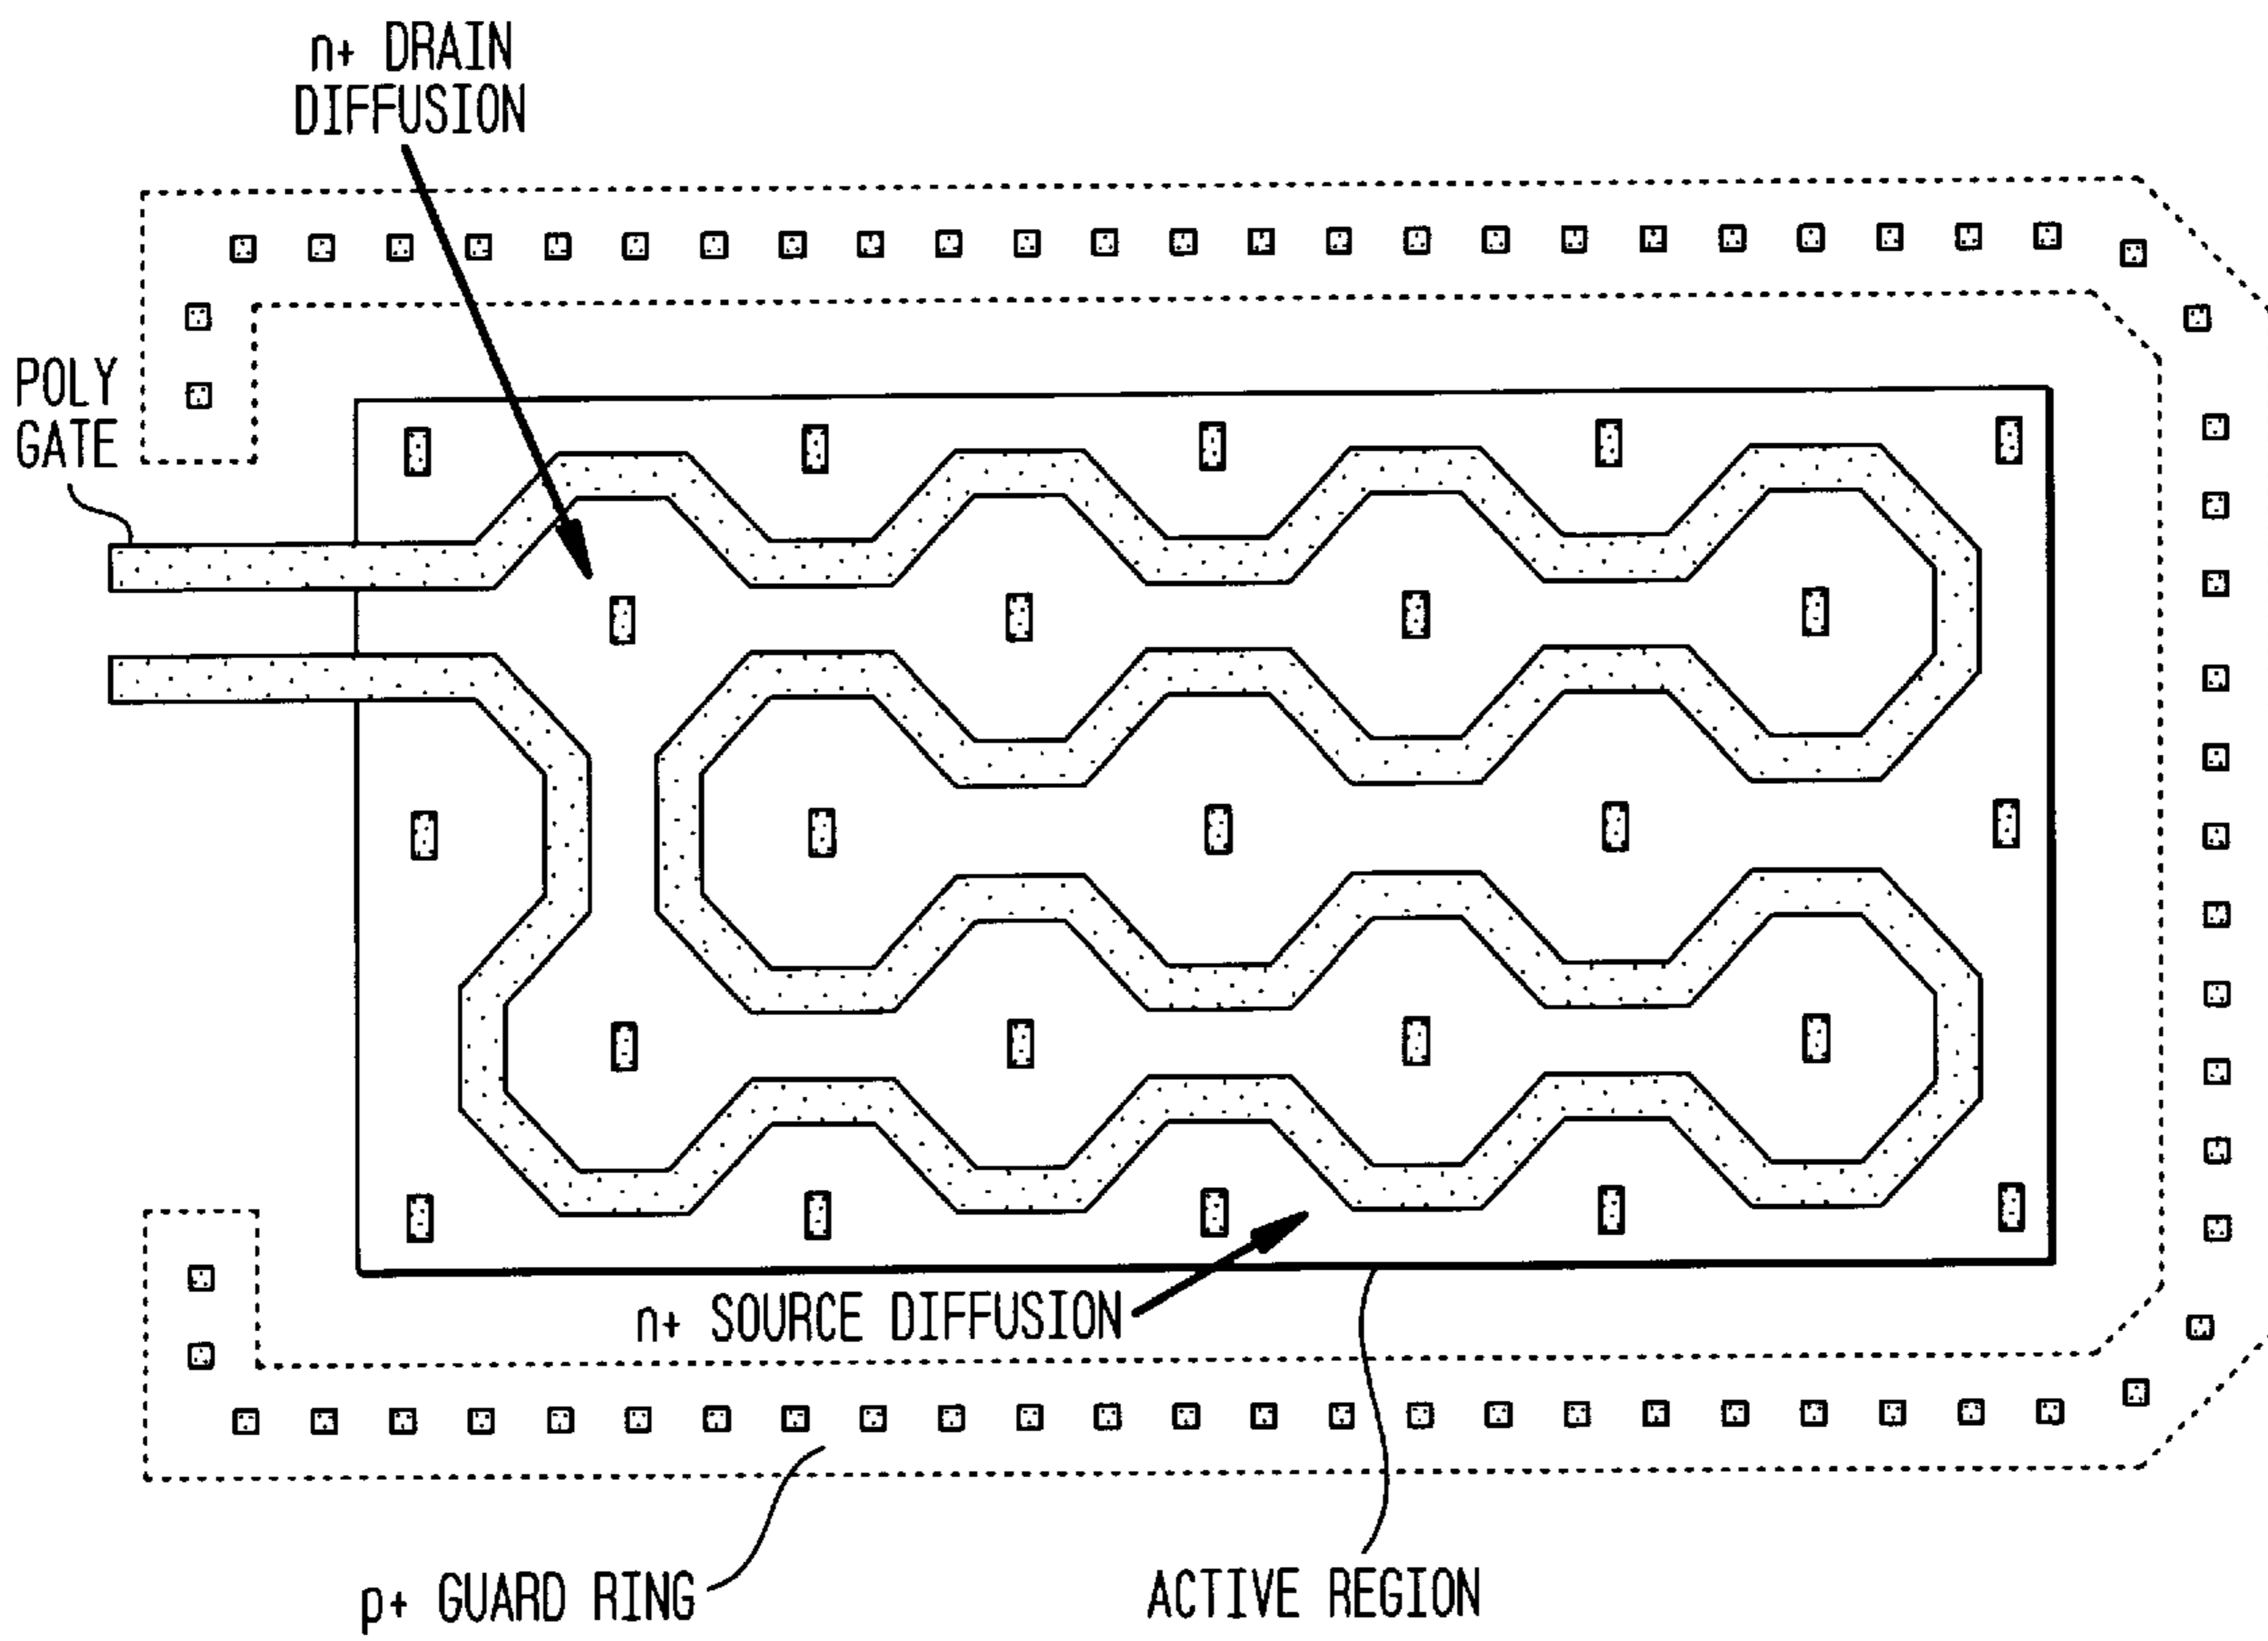 n+ DRAIN
DIFFUSION
POLY
GATE
n+ SOURCE DIFFUSION
p+ GUARD RING
ACTIVE REGION